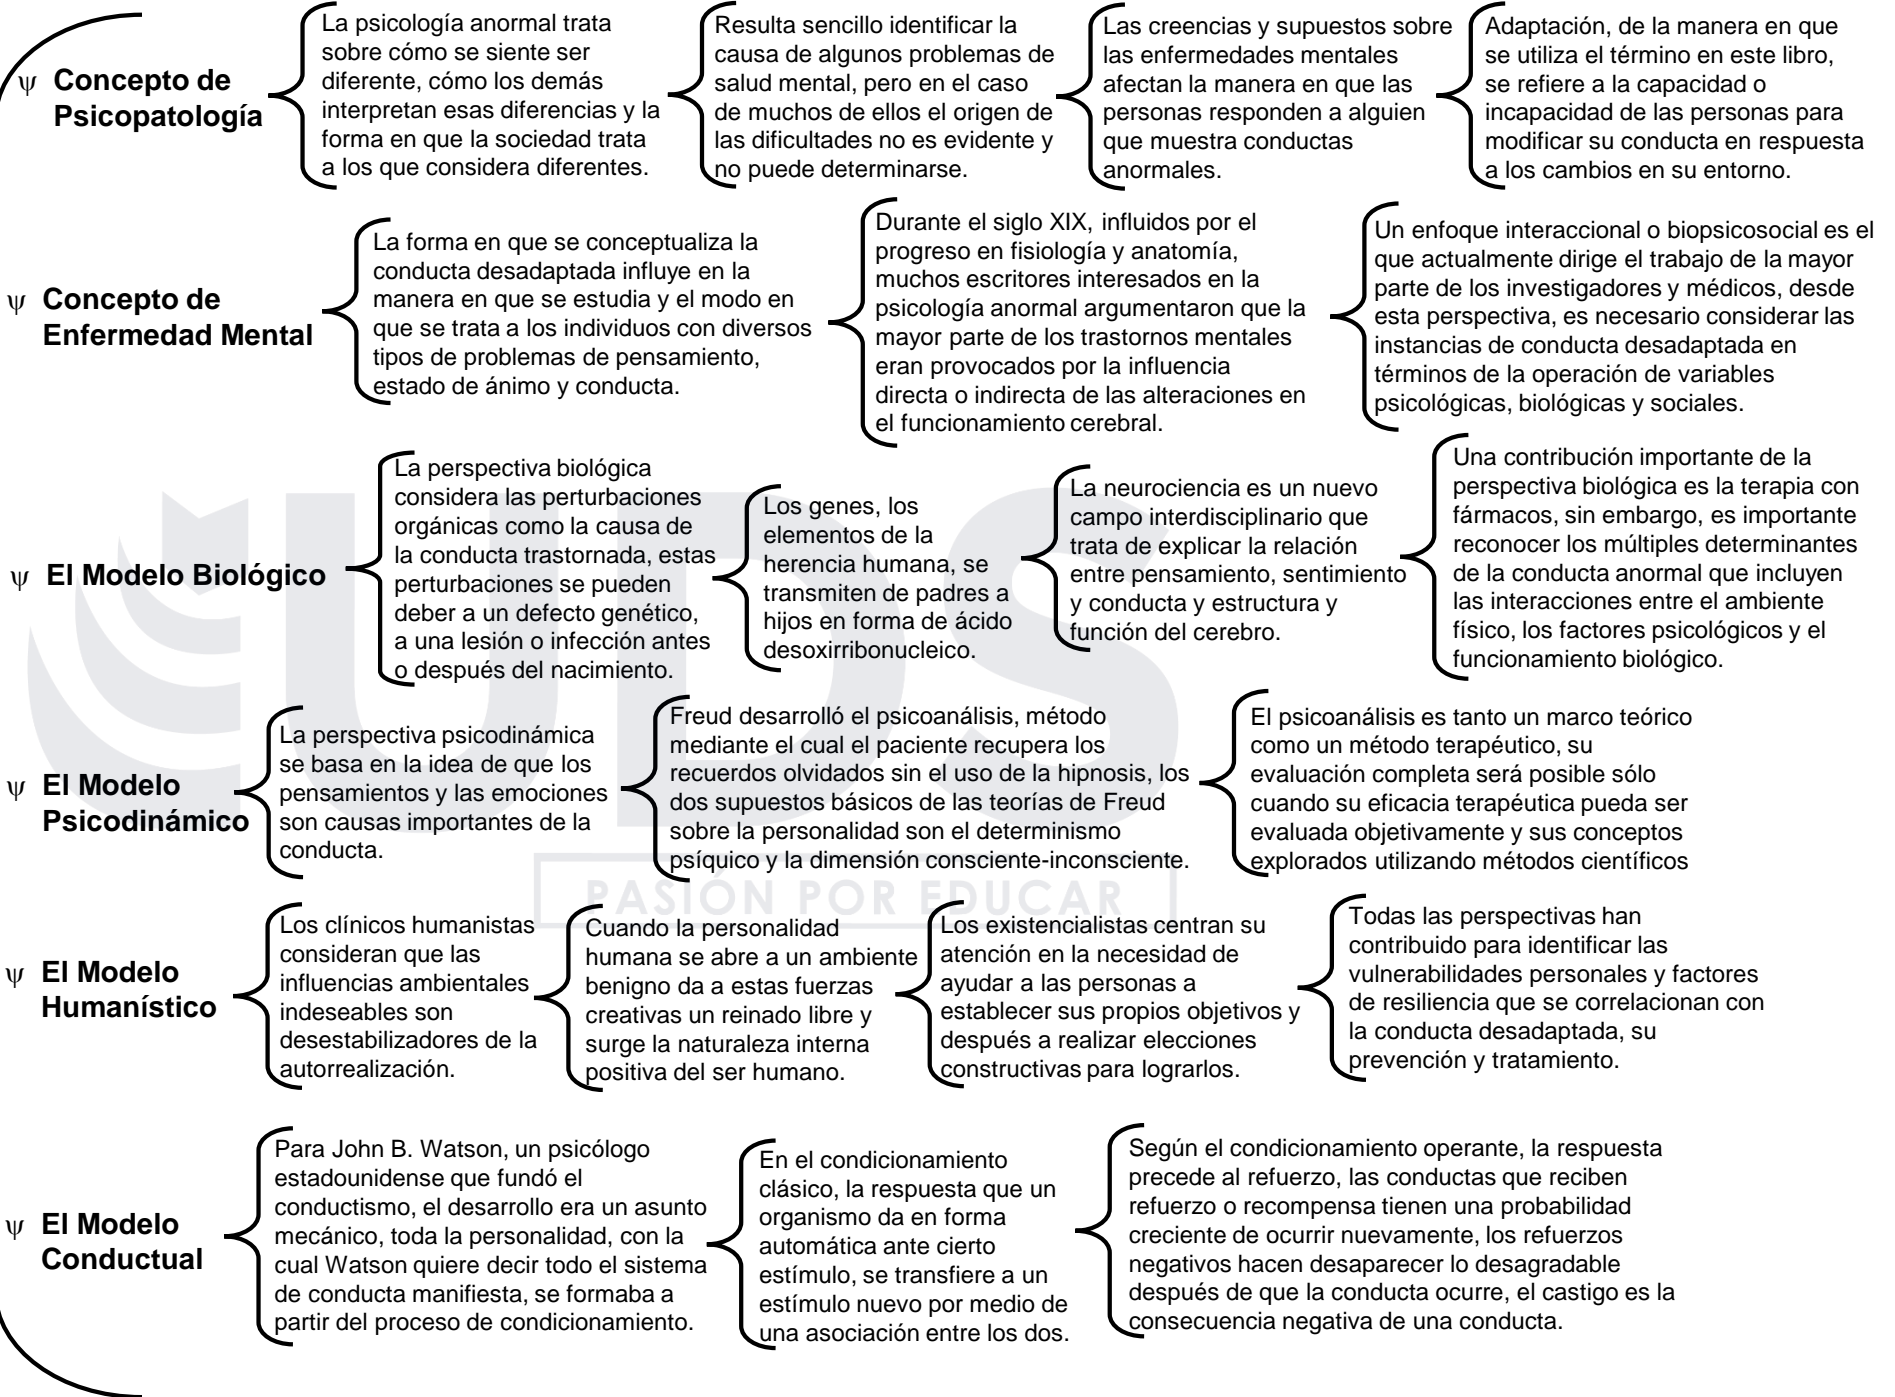 ψ Concepto de
Psicopatología
La psicología anormal trata
sobre cómo se siente ser
diferente, cómo los demás
interpretan esas diferencias y la
forma en que la sociedad trata
a los que considera diferentes.
Resulta sencillo identificar la
causa de algunos problemas de
salud mental, pero en el caso
de muchos de ellos el origen de
las dificultades no es evidente y
no puede determinarse.
Las creencias y supuestos sobre
las enfermedades mentales
afectan la manera en que las
personas responden a alguien
que muestra conductas
anormales.
Adaptación, de la manera en que
se utiliza el término en este libro,
se refiere a la capacidad o
incapacidad de las personas para
modificar su conducta en respuesta
a los cambios en su entorno.
ψ Concepto de
Enfermedad Mental
La forma en que se conceptualiza la
conducta desadaptada influye en la
manera en que se estudia y el modo en
que se trata a los individuos con diversos
tipos de problemas de pensamiento,
estado de ánimo y conducta.
Durante el siglo XIX, influidos por el
progreso en fisiología y anatomía,
muchos escritores interesados en la
psicología anormal argumentaron que la
mayor parte de los trastornos mentales
eran provocados por la influencia
directa o indirecta de las alteraciones en
el funcionamiento cerebral.
Un enfoque interaccional o biopsicosocial es el
que actualmente dirige el trabajo de la mayor
parte de los investigadores y médicos, desde
esta perspectiva, es necesario considerar las
instancias de conducta desadaptada en
términos de la operación de variables
psicológicas, biológicas y sociales.
ψ El Modelo Biológico
La perspectiva biológica
considera las perturbaciones
orgánicas como la causa de
la conducta trastornada, estas
perturbaciones se pueden
deber a un defecto genético,
a una lesión o infección antes
o después del nacimiento.
Los genes, los
elementos de la
herencia humana, se
transmiten de padres a
hijos en forma de ácido
desoxirribonucleico.
La neurociencia es un nuevo
campo interdisciplinario que
trata de explicar la relación
entre pensamiento, sentimiento
y conducta y estructura y
función del cerebro.
Una contribución importante de la
perspectiva biológica es la terapia con
fármacos, sin embargo, es importante
reconocer los múltiples determinantes
de la conducta anormal que incluyen
las interacciones entre el ambiente
físico, los factores psicológicos y el
funcionamiento biológico.
ψ El Modelo
Psicodinámico
La perspectiva psicodinámica
se basa en la idea de que los
pensamientos y las emociones
son causas importantes de la
conducta.
Freud desarrolló el psicoanálisis, método
mediante el cual el paciente recupera los
recuerdos olvidados sin el uso de la hipnosis, los
dos supuestos básicos de las teorías de Freud
sobre la personalidad son el determinismo
psíquico y la dimensión consciente-inconsciente.
El psicoanálisis es tanto un marco teórico
como un método terapéutico, su
evaluación completa será posible sólo
cuando su eficacia terapéutica pueda ser
evaluada objetivamente y sus conceptos
explorados utilizando métodos científicos
UDS
PASIÓN POR EDUCAR
ψ El Modelo
Humanístico
Los clínicos humanistas
consideran que las
influencias ambientales
indeseables son
desestabilizadores de la
autorrealización.
Cuando la personalidad
humana se abre a un ambiente
benigno da a estas fuerzas
creativas un reinado libre y
surge la naturaleza interna
positiva del ser humano.
Los existencialistas centran su
atención en la necesidad de
ayudar a las personas a
establecer sus propios objetivos y
después a realizar elecciones
constructivas para lograrlos.
Todas las perspectivas han
contribuido para identificar las
vulnerabilidades personales y factores
de resiliencia que se correlacionan con
la conducta desadaptada, su
prevención y tratamiento.
ψ El Modelo
Conductual
Para John B. Watson, un psicólogo
estadounidense que fundó el
conductismo, el desarrollo era un asunto
mecánico, toda la personalidad, con la
cual Watson quiere decir todo el sistema
de conducta manifiesta, se formaba a
partir del proceso de condicionamiento.
En el condicionamiento
clásico, la respuesta que un
organismo da en forma
automática ante cierto
estímulo, se transfiere a un
estímulo nuevo por medio de
una asociación entre los dos.
Según el condicionamiento operante, la respuesta
precede al refuerzo, las conductas que reciben
refuerzo o recompensa tienen una probabilidad
creciente de ocurrir nuevamente, los refuerzos
negativos hacen desaparecer lo desagradable
después de que la conducta ocurre, el castigo es la
consecuencia negativa de una conducta.